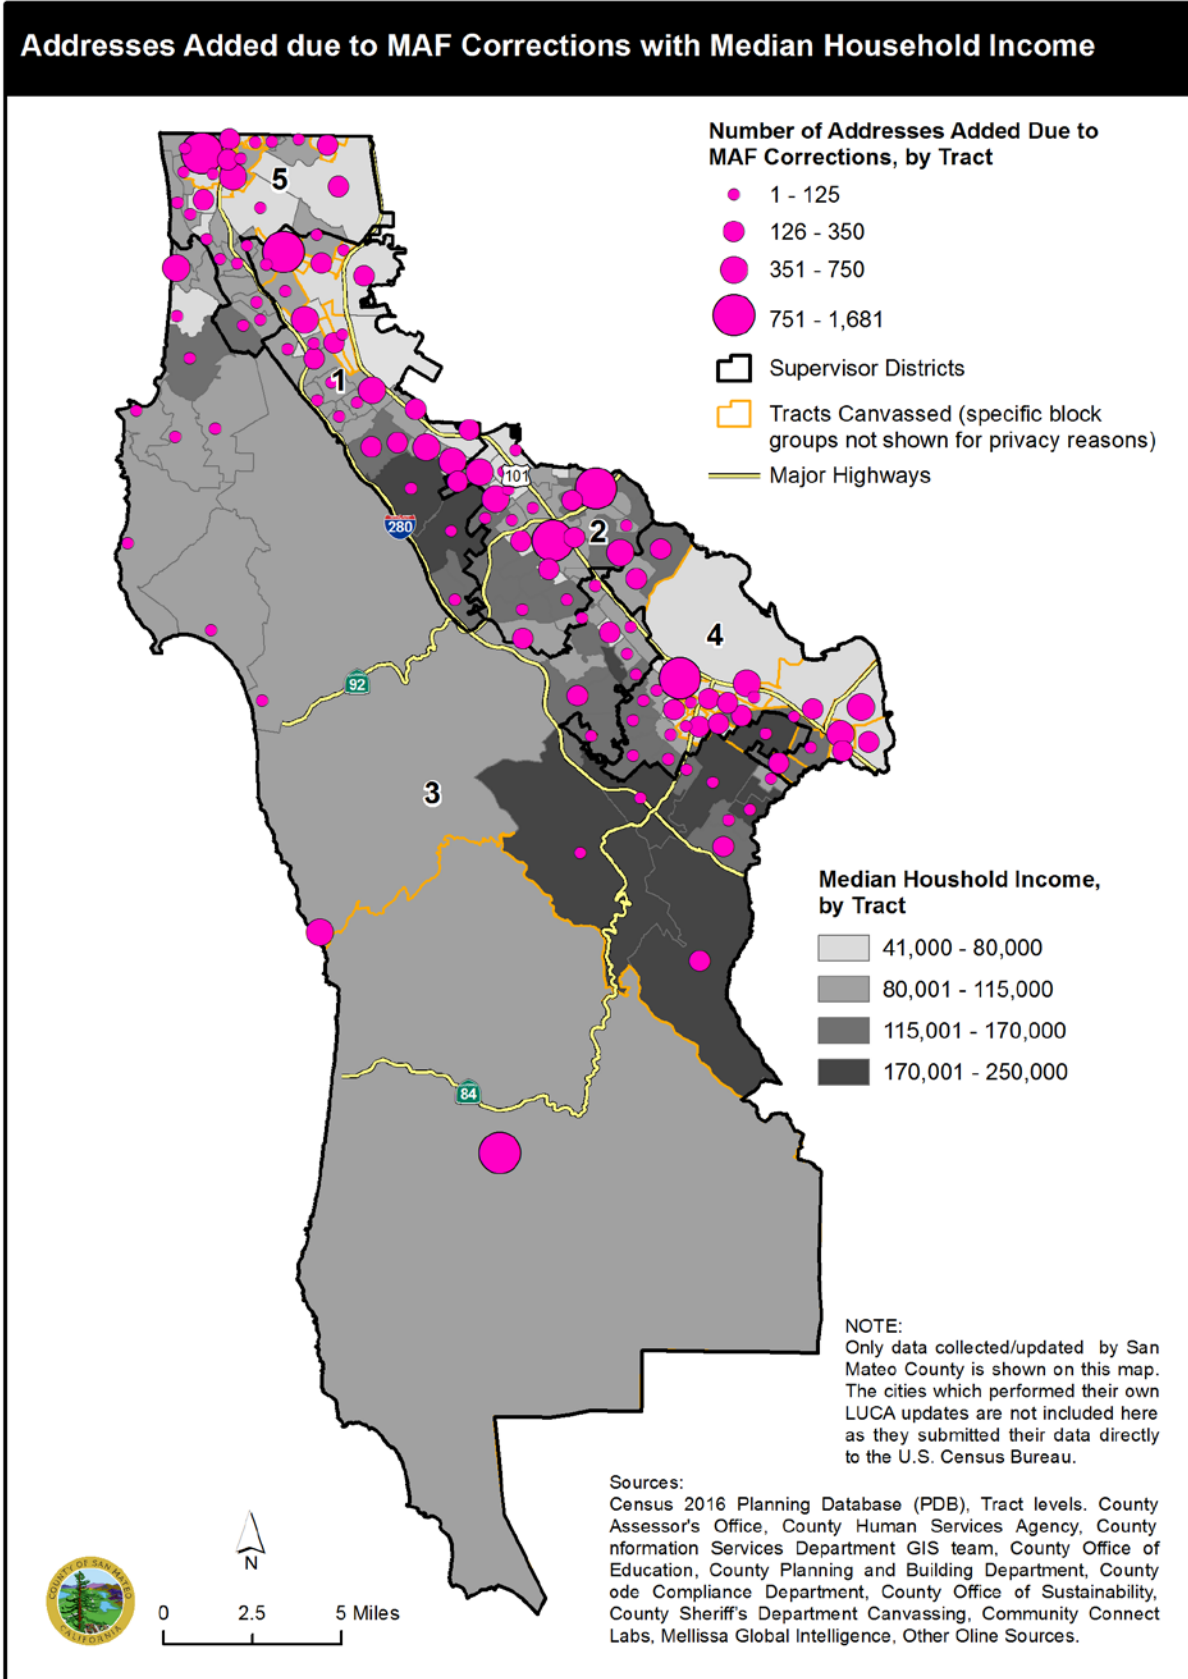 Addresses Added due to MAF Corrections with Median Household Income
Number of Addresses Added Due to
MAF Corrections, by Tract
1 - 125
126 - 350
351 - 750
751 - 1,681
Supervisor Districts
Tracts Canvassed (specific block
groups not shown for privacy reasons)
Major Highways
5
1
101
280
2
4
92
3
84
Median Houshold Income,
by Tract
41,000 - 80,000
80,001 - 115,000
115,001 - 170,000
170,001 - 250,000
NOTE:
Only data collected/updated by San
Mateo County is shown on this map.
The cities which performed their own
LUCA updates are not included here
as they submitted their data directly
to the U.S. Census Bureau.
Sources:
Census 2016 Planning Database (PDB), Tract levels. County
Assessor's Office, County Human Services Agency, County
nformation Services Department GIS team, County Office of
Education, County Planning and Building Department, County
ode Compliance Department, County Office of Sustainability,
County Sheriff's Department Canvassing, Community Connect
Labs, Mellissa Global Intelligence, Other Oline Sources.
N
COUNTY OF SAN MATEO
CALIFORNIA
0 2.5 5 Miles